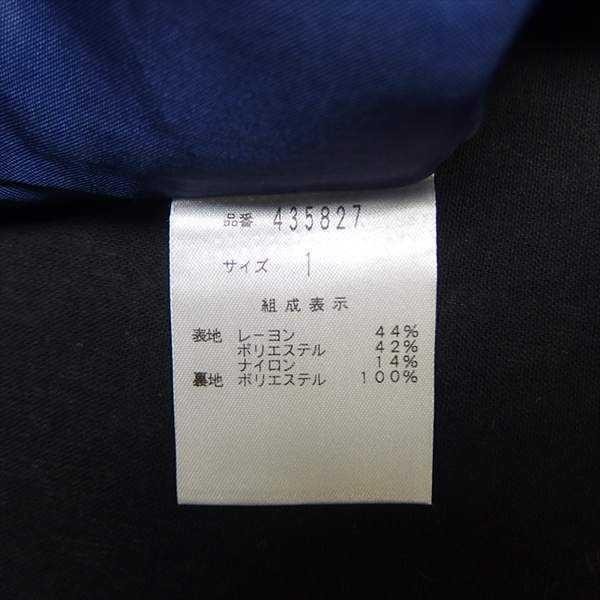 品番 435827
サイズ 1
組成表示
表地 レーヨン 44%
ポリエステル 42%
ナイロン 14%
裏地 ポリエステル 100%